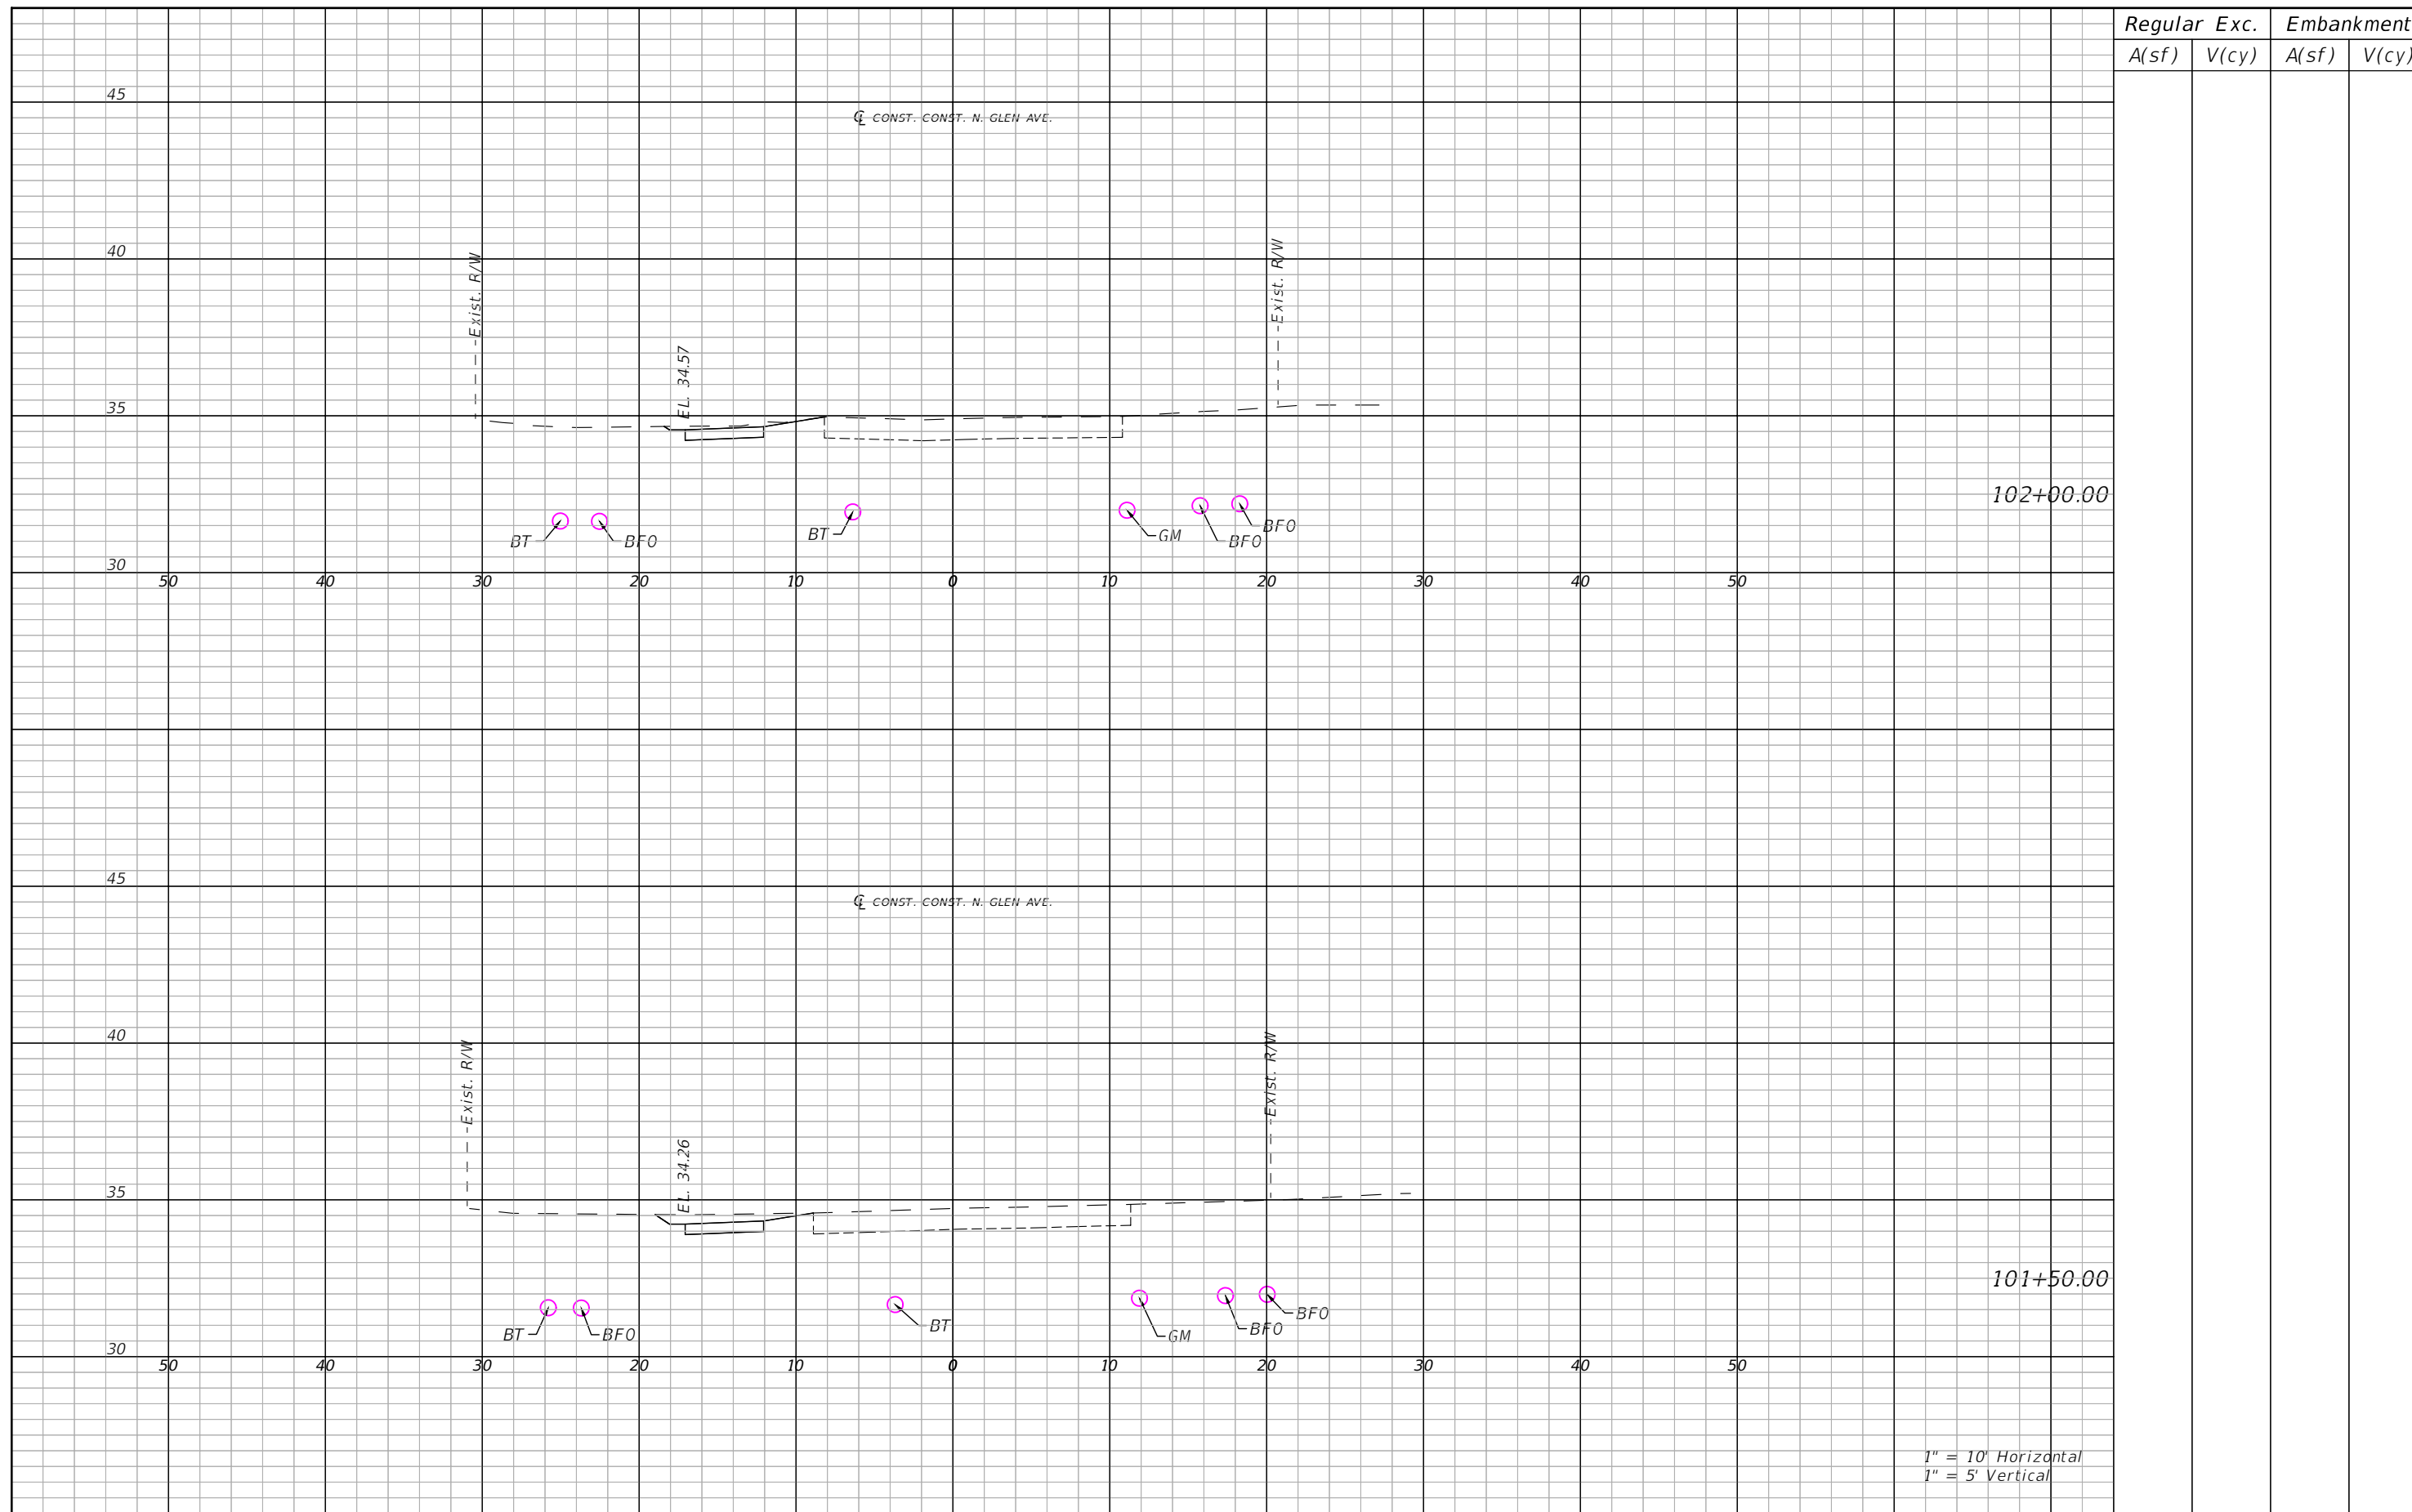 Regular Exc. Embankment
A(sf) V(cy) A(sf) V(cy)
45
℄ CONST. CONST. N. GLEN AVE.
40
Exist. R/W
Exist. R/W
EL. 34.57
35
102+00.00
BT BFO BT GM BFO BFO
30
50 40 30 20 10 0 10 20 30 40 50
45
℄ CONST. CONST. N. GLEN AVE.
40
Exist. R/W
Exist. R/W
EL. 34.26
35
101+50.00
BT BFO BT GM BFO BFO
30
50 40 30 20 10 0 10 20 30 40 50
1" = 10' Horizontal
1" = 5' Vertical